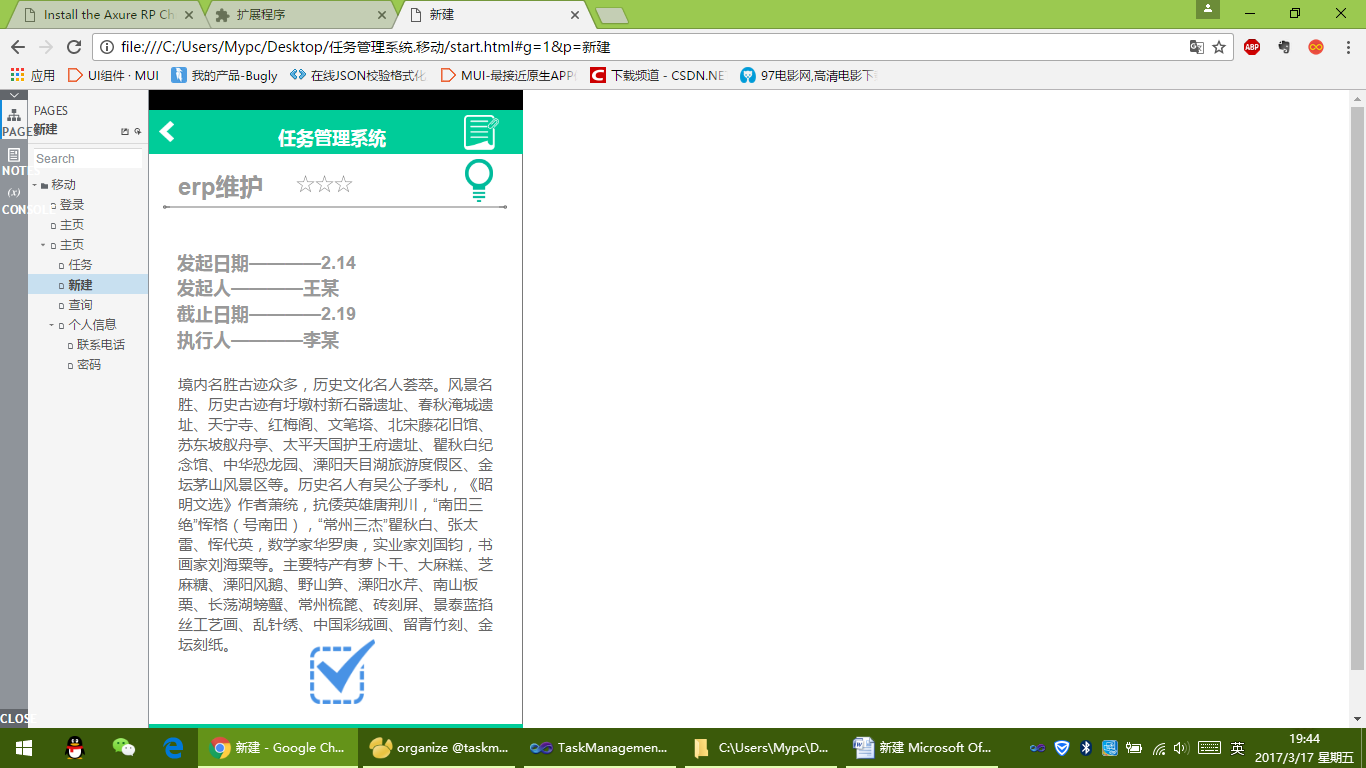 Install the Axure RP Ch
扩展程序
新建
file:///C:/Users/Mypc/Desktop/任务管理系统.移动/start.html#g=1&p=新建
应用
UI组件 · MUI
我的产品-Bugly
在线JSON校验格式化
MUI-最接近原生APP
下载频道 - CSDN.NE
97电影网,高清电影下
PAGE
NOTES
(x)
CONSOLE
CLOSE
PAGES
新建
Search
移动
登录
主页
主页
任务
新建
查询
个人信息
联系电话
密码
任务管理系统
erp维护 ☆☆☆
发起日期————2.14
发起人————王某
截止日期————2.19
执行人————李某
境内名胜古迹众多，历史文化名人荟萃。风景名
胜、历史古迹有圩墩村新石器遗址、春秋淹城遗
址、天宁寺、红梅阁、文笔塔、北宋藤花旧馆、
苏东坡舣舟亭、太平天国护王府遗址、瞿秋白纪
念馆、中华恐龙园、溧阳天目湖旅游度假区、金
坛茅山风景区等。历史名人有吴公子季札，《昭
明文选》作者萧统，抗倭英雄唐荆川，“南田三
绝”恽格（号南田），“常州三杰”瞿秋白、张太
雷、恽代英，数学家华罗庚，实业家刘国钧，书
画家刘海粟等。主要特产有萝卜干、大麻糕、芝
麻糖、溧阳风鹅、野山笋、溧阳水芹、南山板
栗、长荡湖螃蟹、常州梳篦、砖刻屏、景泰蓝掐
丝工艺画、乱针绣、中国彩绒画、留青竹刻、金
坛刻纸。
新建 - Google Ch...
organize @taskm...
TaskManagemen...
C:\Users\Mypc\D...
新建 Microsoft Of...
英
19:44
2017/3/17 星期五
ABP